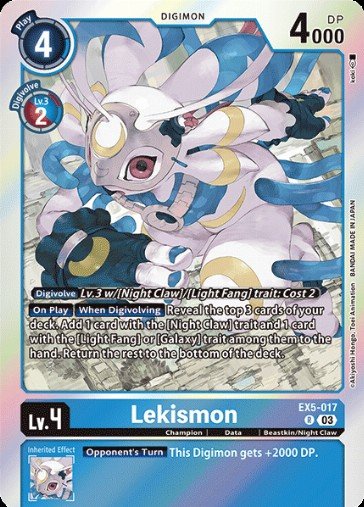 Play
DIGIMON
4
DP
4000
Digivolve
Lv.3
2
keki
©Akiyoshi Hongo, Toei Animation BANDAI MADE IN JAPAN
Digivolve Lv.3 w/[Night Claw]/[Light Fang] trait: Cost 2
On Play When Digivolving Reveal the top 3 cards of your
deck. Add 1 card with the [Night Claw] trait and 1 card
with the [Light Fang] or [Galaxy] trait among them to the
hand. Return the rest to the bottom of the deck.
Lv.4
Lekismon
EX5-017
R 03
Champion | Data | Beastkin/Night Claw
Inherited Effect
Opponent's Turn This Digimon gets +2000 DP.